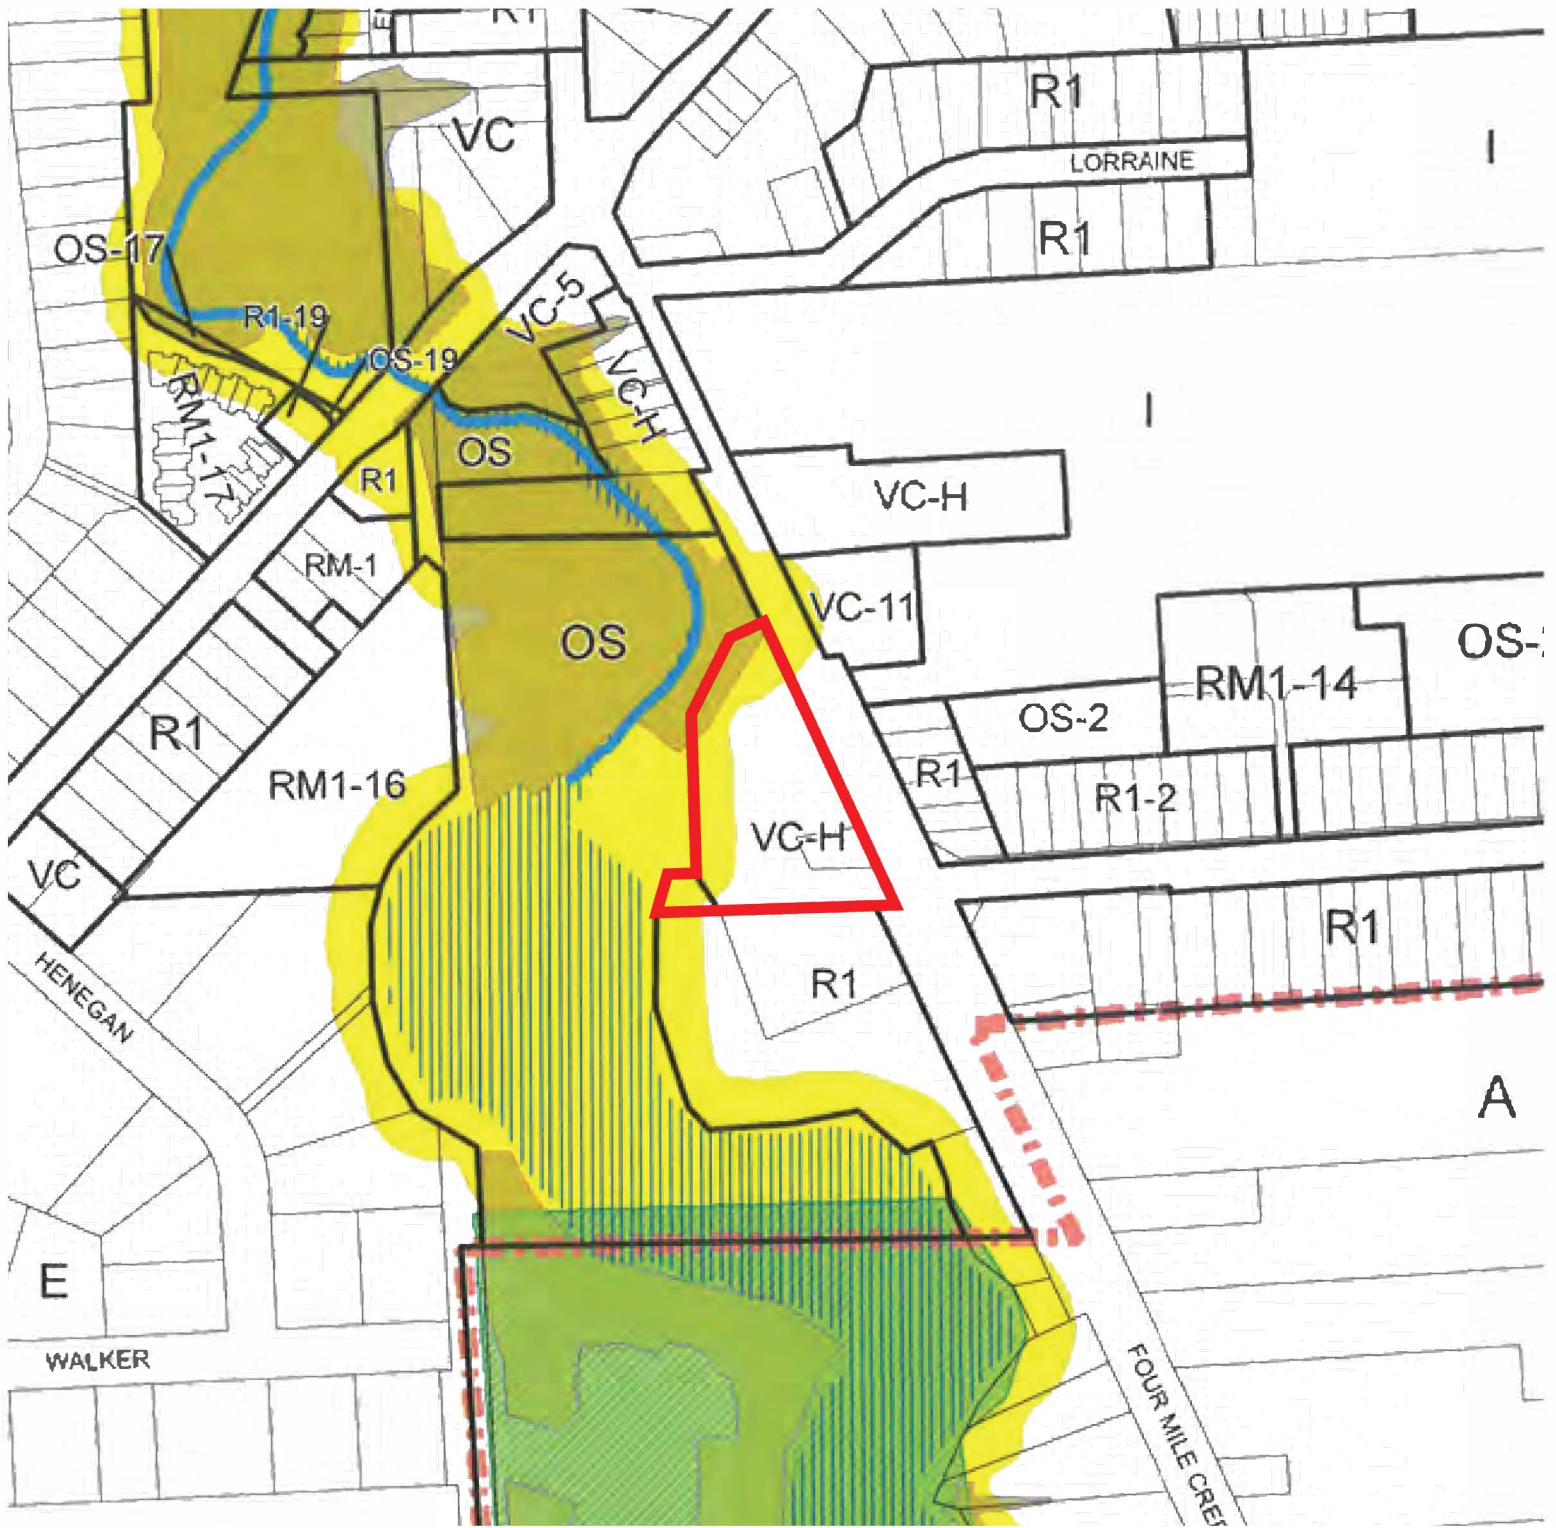 R1
VC
R1
LORRAINE
I
R1
OS-17
VC-5
R1-19
OS-19
VC-H
RM1-17
I
OS
R1
VC-H
RM-1
VC-11
OS
OS-
RM1-14
OS-2
R1
R1
RM1-16
R1-2
VC-H
VC
R1
R1
HENEGAN
A
E
WALKER
FOUR MILE CREE